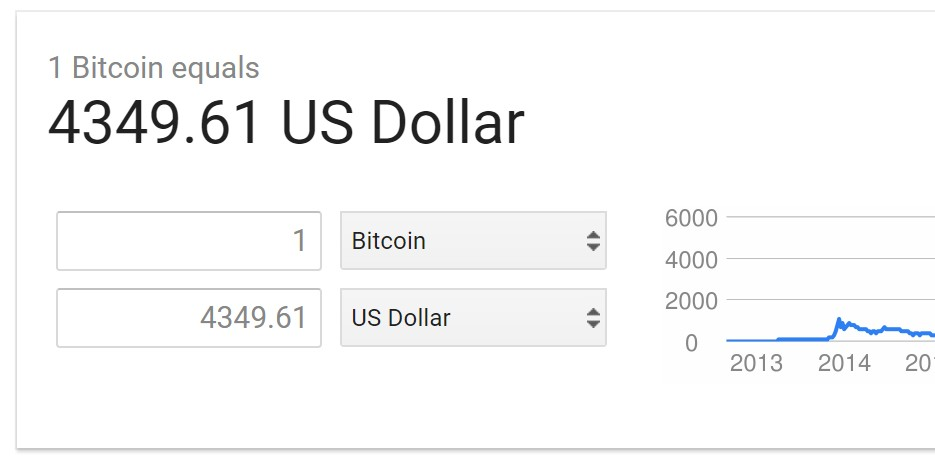 1 Bitcoin equals
4349.61 US Dollar
1 Bitcoin
4349.61 US Dollar
6000
4000
2000
0
2013 2014 201